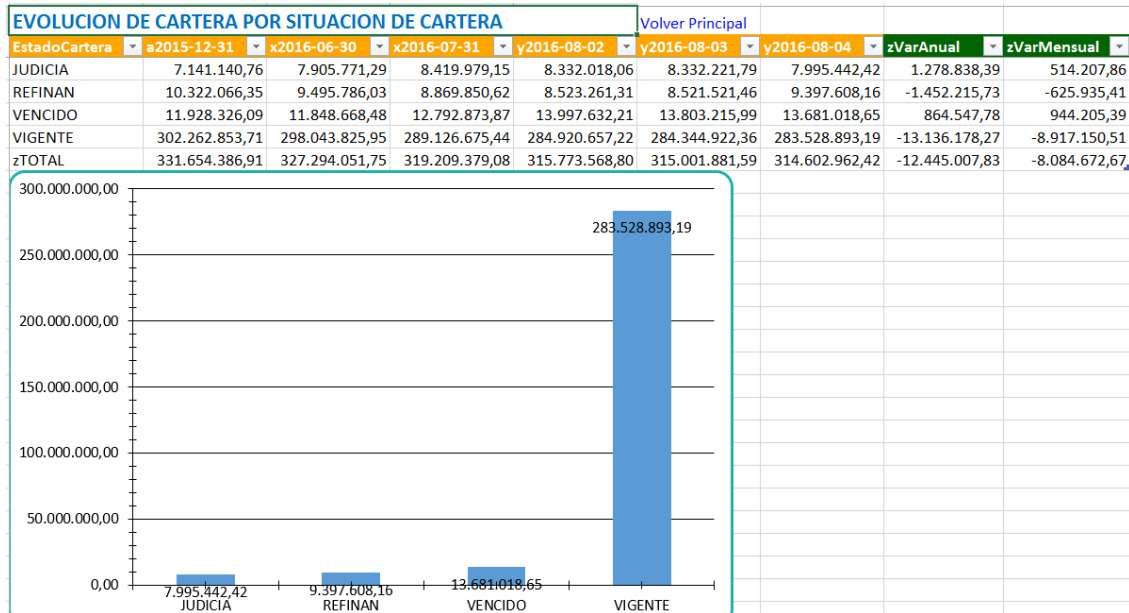 EVOLUCION DE CARTERA POR SITUACION DE CARTERA Volver Principal
EstadoCartera a2015-12-31 x2016-06-30 x2016-07-31 y2016-08-02 y2016-08-03 y2016-08-04 zVarAnual zVarMensual
JUDICIA 7.141.140,76 7.905.771,29 8.419.979,15 8.332.018,06 8.332.221,79 7.995.442,42 1.278.838,39 514.207,86
REFINAN 10.322.066,35 9.495.786,03 8.869.850,62 8.523.261,31 8.521.521,46 9.397.608,16 -1.452.215,73 -625.935,41
VENCIDO 11.928.326,09 11.848.668,48 12.792.873,87 13.997.632,21 13.803.215,99 13.681.018,65 864.547,78 944.205,39
VIGENTE 302.262.853,71 298.043.825,95 289.126.675,44 284.920.657,22 284.344.922,36 283.528.893,19 -13.136.178,27 -8.917.150,51
zTOTAL 331.654.386,91 327.294.051,75 319.209.379,08 315.773.568,80 315.001.881,59 314.602.962,42 -12.445.007,83 -8.084.672,67
300.000.000,00
283.528.893,19
250.000.000,00
200.000.000,00
150.000.000,00
100.000.000,00
50.000.000,00
0,00
7.995.442,42 9.397.608,16 13.681.018,65
JUDICIA REFINAN VENCIDO VIGENTE